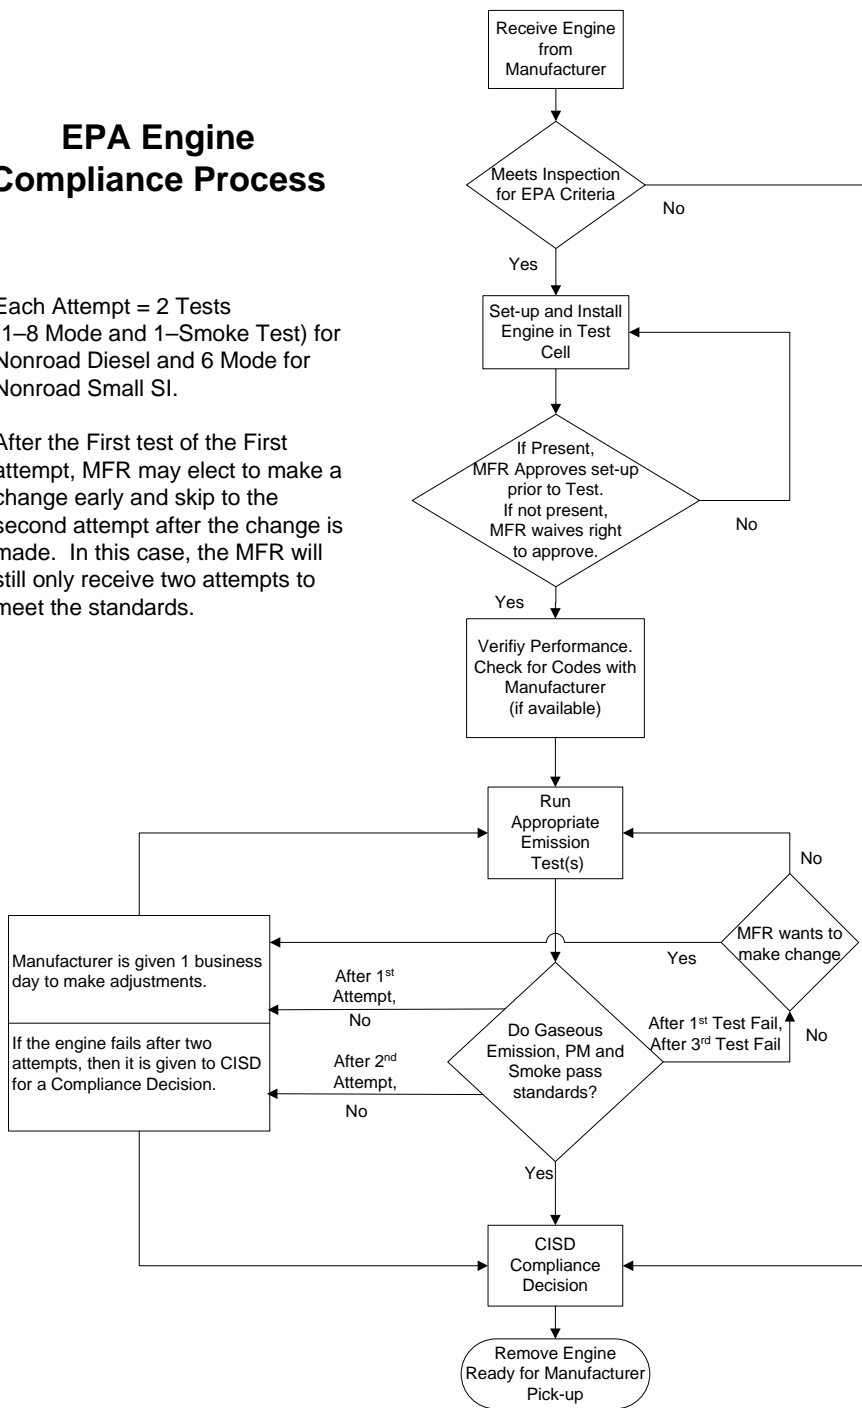 Receive Engine
from
Manufacturer
EPA Engine
Compliance Process
Meets Inspection
for EPA Criteria
No
Yes
Each Attempt = 2 Tests
1–8 Mode and 1–Smoke Test) for
Nonroad Diesel and 6 Mode for
Nonroad Small SI.
After the First test of the First
attempt, MFR may elect to make a
change early and skip to the
second attempt after the change is
made.  In this case, the MFR will
still only receive two attempts to
meet the standards.
Set-up and Install
Engine in Test
Cell
If Present,
MFR Approves set-up
prior to Test.
If not present,
MFR waives right
to approve.
No
Yes
Verifiy Performance.
Check for Codes with
Manufacturer
(if available)
Run
Appropriate
Emission
Test(s)
No
MFR wants to
make change
Yes
Manufacturer is given 1 business
day to make adjustments.
After 1st
Attempt,
No
If the engine fails after two
attempts, then it is given to CISD
for a Compliance Decision.
After 2nd
Attempt,
No
Do Gaseous
Emission, PM and
Smoke pass
standards?
After 1st Test Fail,
After 3rd Test Fail
No
Yes
CISD
Compliance
Decision
Remove Engine
Ready for Manufacturer
Pick-up